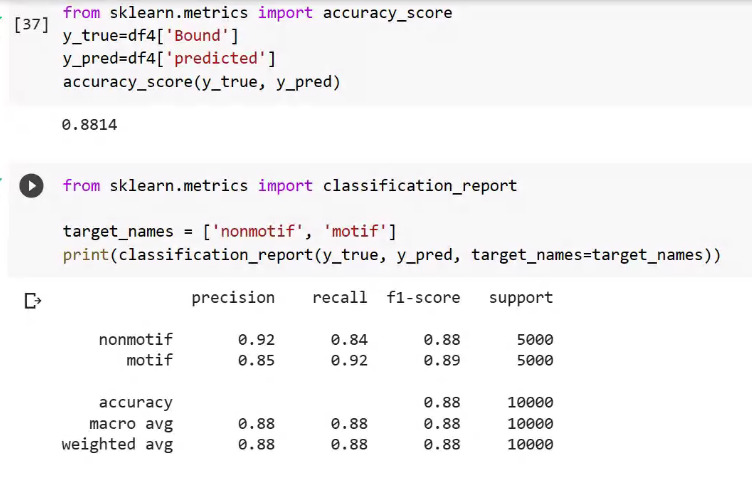 from sklearn.metrics import accuracy_score
[37]
y_true=df4['Bound']
y_pred=df4['predicted']
accuracy_score(y_true, y_pred)
0.8814
from sklearn.metrics import classification_report
target_names = ['nonmotif', 'motif']
print(classification_report(y_true, y_pred, target_names=target_names))
precision recall f1-score support
nonmotif 0.92 0.84 0.88 5000
motif 0.85 0.92 0.89 5000
accuracy 0.88 10000
macro avg 0.88 0.88 0.88 10000
weighted avg 0.88 0.88 0.88 10000